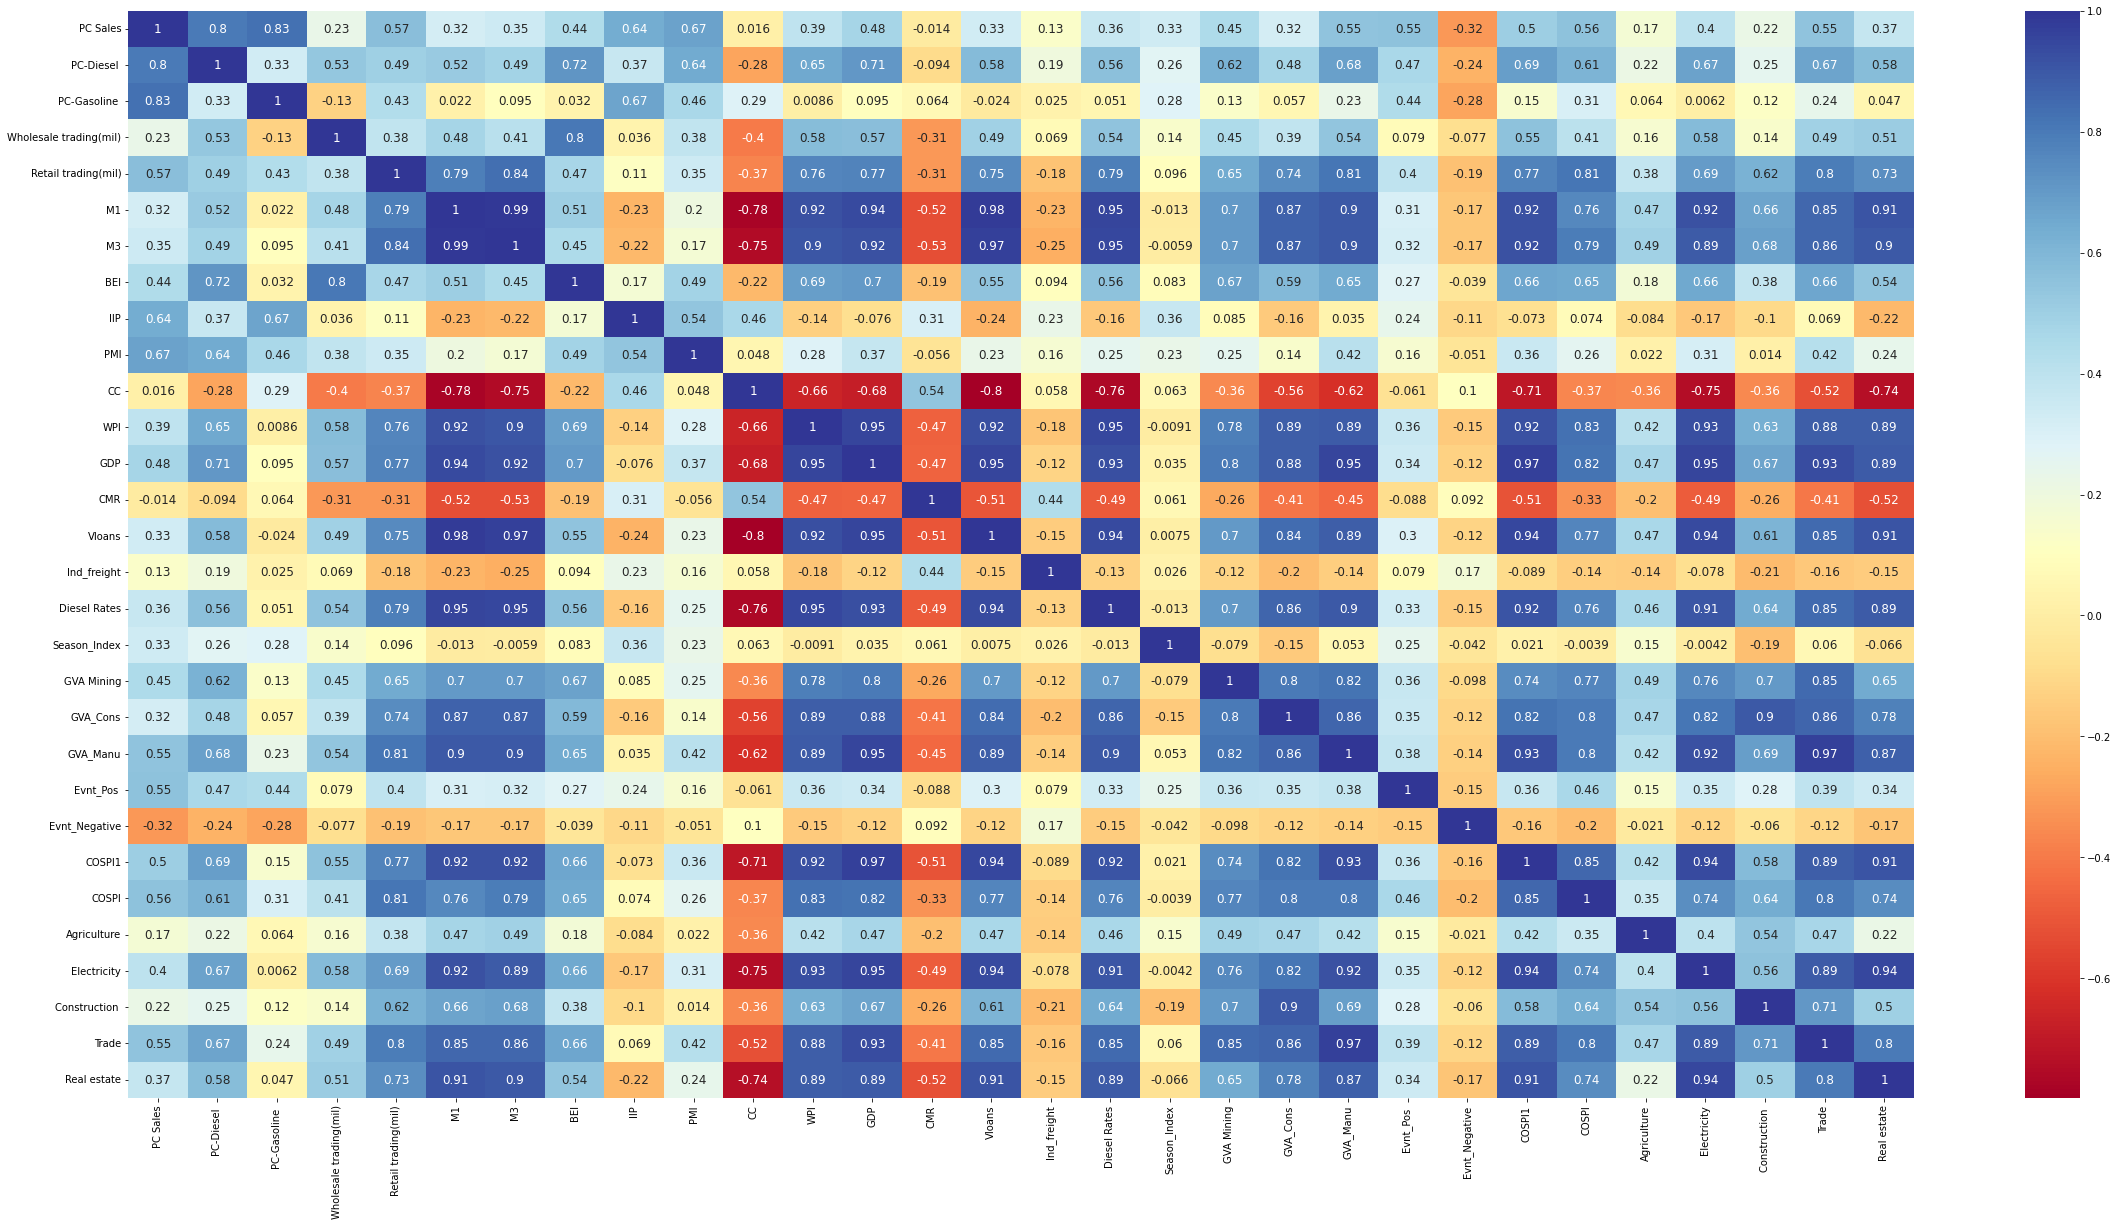 PC Sales 1 0.8 0.83 0.23 0.57 0.32 0.35 0.44 0.64 0.67 0.016 0.39 0.48 -0.014 0.33 0.13 0.36 0.33 0.45 0.32 0.55 0.55 -0.32 0.5 0.56 0.17 0.4 0.22 0.55 0.37 1.0
PC-Diesel 0.8 1 0.33 0.53 0.49 0.52 0.49 0.72 0.37 0.64 -0.28 0.65 0.71 -0.094 0.58 0.19 0.56 0.26 0.62 0.48 0.68 0.47 -0.24 0.69 0.61 0.22 0.67 0.25 0.67 0.58
PC-Gasoline 0.83 0.33 1 -0.13 0.43 0.022 0.095 0.032 0.67 0.46 0.29 0.0086 0.095 0.064 -0.024 0.025 0.051 0.28 0.13 0.057 0.23 0.44 -0.28 0.15 0.31 0.064 0.0062 0.12 0.24 0.047
Wholesale trading(mil) 0.23 0.53 -0.13 1 0.38 0.48 0.41 0.8 0.036 0.38 -0.4 0.58 0.57 -0.31 0.49 0.069 0.54 0.14 0.45 0.39 0.54 0.079 -0.077 0.55 0.41 0.16 0.58 0.14 0.49 0.51 0.8
Retail trading(mil) 0.57 0.49 0.43 0.38 1 0.79 0.84 0.47 0.11 0.35 -0.37 0.76 0.77 -0.31 0.75 -0.18 0.79 0.096 0.65 0.74 0.81 0.4 -0.19 0.77 0.81 0.38 0.69 0.62 0.8 0.73
M1 0.32 0.52 0.022 0.48 0.79 1 0.99 0.51 -0.23 0.2 -0.78 0.92 0.94 -0.52 0.98 -0.23 0.95 -0.013 0.7 0.87 0.9 0.31 -0.17 0.92 0.76 0.47 0.92 0.66 0.85 0.91
M3 0.35 0.49 0.095 0.41 0.84 0.99 1 0.45 -0.22 0.17 -0.75 0.9 0.92 -0.53 0.97 -0.25 0.95 -0.0059 0.7 0.87 0.9 0.32 -0.17 0.92 0.79 0.49 0.89 0.68 0.86 0.9 0.6
BEI 0.44 0.72 0.032 0.8 0.47 0.51 0.45 1 0.17 0.49 -0.22 0.69 0.7 -0.19 0.55 0.094 0.56 0.083 0.67 0.59 0.65 0.27 -0.039 0.66 0.65 0.18 0.66 0.38 0.66 0.54
IIP 0.64 0.37 0.67 0.036 0.11 -0.23 -0.22 0.17 1 0.54 0.46 -0.14 -0.076 0.31 -0.24 0.23 -0.16 0.36 0.085 -0.16 0.035 0.24 -0.11 -0.073 0.074 -0.084 -0.17 -0.1 0.069 -0.22
PMI 0.67 0.64 0.46 0.38 0.35 0.2 0.17 0.49 0.54 1 0.048 0.28 0.37 -0.056 0.23 0.16 0.25 0.23 0.25 0.14 0.42 0.16 -0.051 0.36 0.26 0.022 0.31 0.014 0.42 0.24
CC 0.016 -0.28 0.29 -0.4 -0.37 -0.78 -0.75 -0.22 0.46 0.048 1 -0.66 -0.68 0.54 -0.8 0.058 -0.76 0.063 -0.36 -0.56 -0.62 -0.061 0.1 -0.71 -0.37 -0.36 -0.75 -0.36 -0.52 -0.74 0.4
WPI 0.39 0.65 0.0086 0.58 0.76 0.92 0.9 0.69 -0.14 0.28 -0.66 1 0.95 -0.47 0.92 -0.18 0.95 -0.0091 0.78 0.89 0.89 0.36 -0.15 0.92 0.83 0.42 0.93 0.63 0.88 0.89
GDP 0.48 0.71 0.095 0.57 0.77 0.94 0.92 0.7 -0.076 0.37 -0.68 0.95 1 -0.47 0.95 -0.12 0.93 0.035 0.8 0.88 0.95 0.34 -0.12 0.97 0.82 0.47 0.95 0.67 0.93 0.89
CMR -0.014 -0.094 0.064 -0.31 -0.31 -0.52 -0.53 -0.19 0.31 -0.056 0.54 -0.47 -0.47 1 -0.51 0.44 -0.49 0.061 -0.26 -0.41 -0.45 -0.088 0.092 -0.51 -0.33 -0.2 -0.49 -0.26 -0.41 -0.52 0.2
Vloans 0.33 0.58 -0.024 0.49 0.75 0.98 0.97 0.55 -0.24 0.23 -0.8 0.92 0.95 -0.51 1 -0.15 0.94 0.0075 0.7 0.84 0.89 0.3 -0.12 0.94 0.77 0.47 0.94 0.61 0.85 0.91
Ind_freight 0.13 0.19 0.025 0.069 -0.18 -0.23 -0.25 0.094 0.23 0.16 0.058 -0.18 -0.12 0.44 -0.15 1 -0.13 0.026 -0.12 -0.2 -0.14 0.079 0.17 -0.089 -0.14 -0.14 -0.078 -0.21 -0.16 -0.15
Diesel Rates 0.36 0.56 0.051 0.54 0.79 0.95 0.95 0.56 -0.16 0.25 -0.76 0.95 0.93 -0.49 0.94 -0.13 1 -0.013 0.7 0.86 0.9 0.33 -0.15 0.92 0.76 0.46 0.91 0.64 0.85 0.89 0.0
Season_Index 0.33 0.26 0.28 0.14 0.096 -0.013 -0.0059 0.083 0.36 0.23 0.063 -0.0091 0.035 0.061 0.0075 0.026 -0.013 1 -0.079 -0.15 0.053 0.25 -0.042 0.021 -0.0039 0.15 -0.0042 -0.19 0.06 -0.066
GVA Mining 0.45 0.62 0.13 0.45 0.65 0.7 0.7 0.67 0.085 0.25 -0.36 0.78 0.8 -0.26 0.7 -0.12 0.7 -0.079 1 0.8 0.82 0.36 -0.098 0.74 0.77 0.49 0.76 0.7 0.85 0.65
GVA_Cons 0.32 0.48 0.057 0.39 0.74 0.87 0.87 0.59 -0.16 0.14 -0.56 0.89 0.88 -0.41 0.84 -0.2 0.86 -0.15 0.8 1 0.86 0.35 -0.12 0.82 0.8 0.47 0.82 0.9 0.86 0.78
GVA_Manu 0.55 0.68 0.23 0.54 0.81 0.9 0.9 0.65 0.035 0.42 -0.62 0.89 0.95 -0.45 0.89 -0.14 0.9 0.053 0.82 0.86 1 0.38 -0.14 0.93 0.8 0.42 0.92 0.69 0.97 0.87 −0.2
Evnt_Pos 0.55 0.47 0.44 0.079 0.4 0.31 0.32 0.27 0.24 0.16 -0.061 0.36 0.34 -0.088 0.3 0.079 0.33 0.25 0.36 0.35 0.38 1 -0.15 0.36 0.46 0.15 0.35 0.28 0.39 0.34
Evnt_Negative -0.32 -0.24 -0.28 -0.077 -0.19 -0.17 -0.17 -0.039 -0.11 -0.051 0.1 -0.15 -0.12 0.092 -0.12 0.17 -0.15 -0.042 -0.098 -0.12 -0.14 -0.15 1 -0.16 -0.2 -0.021 -0.12 -0.06 -0.12 -0.17
COSPI1 0.5 0.69 0.15 0.55 0.77 0.92 0.92 0.66 -0.073 0.36 -0.71 0.92 0.97 -0.51 0.94 -0.089 0.92 0.021 0.74 0.82 0.93 0.36 -0.16 1 0.85 0.42 0.94 0.58 0.89 0.91 −0.4
COSPI 0.56 0.61 0.31 0.41 0.81 0.76 0.79 0.65 0.074 0.26 -0.37 0.83 0.82 -0.33 0.77 -0.14 0.76 -0.0039 0.77 0.8 0.8 0.46 -0.2 0.85 1 0.35 0.74 0.64 0.8 0.74
Agriculture 0.17 0.22 0.064 0.16 0.38 0.47 0.49 0.18 -0.084 0.022 -0.36 0.42 0.47 -0.2 0.47 -0.14 0.46 0.15 0.49 0.47 0.42 0.15 -0.021 0.42 0.35 1 0.4 0.54 0.47 0.22
Electricity 0.4 0.67 0.0062 0.58 0.69 0.92 0.89 0.66 -0.17 0.31 -0.75 0.93 0.95 -0.49 0.94 -0.078 0.91 -0.0042 0.76 0.82 0.92 0.35 -0.12 0.94 0.74 0.4 1 0.56 0.89 0.94 −0.6
Construction 0.22 0.25 0.12 0.14 0.62 0.66 0.68 0.38 -0.1 0.014 -0.36 0.63 0.67 -0.26 0.61 -0.21 0.64 -0.19 0.7 0.9 0.69 0.28 -0.06 0.58 0.64 0.54 0.56 1 0.71 0.5
Trade 0.55 0.67 0.24 0.49 0.8 0.85 0.86 0.66 0.069 0.42 -0.52 0.88 0.93 -0.41 0.85 -0.16 0.85 0.06 0.85 0.86 0.97 0.39 -0.12 0.89 0.8 0.47 0.89 0.71 1 0.8
Real estate 0.37 0.58 0.047 0.51 0.73 0.91 0.9 0.54 -0.22 0.24 -0.74 0.89 0.89 -0.52 0.91 -0.15 0.89 -0.066 0.65 0.78 0.87 0.34 -0.17 0.91 0.74 0.22 0.94 0.5 0.8 1
PC Sales
PC-Diesel
PC-Gasoline
Wholesale trading(mil)
Retail trading(mil)
M1
M3
BEI
IIP
PMI
CC
WPI
GDP
CMR
Vloans
Ind_freight
Diesel Rates
Season_Index
GVA Mining
GVA_Cons
GVA_Manu
Evnt_Pos
Evnt_Negative
COSPI1
COSPI
Agriculture
Electricity
Construction
Trade
Real estate